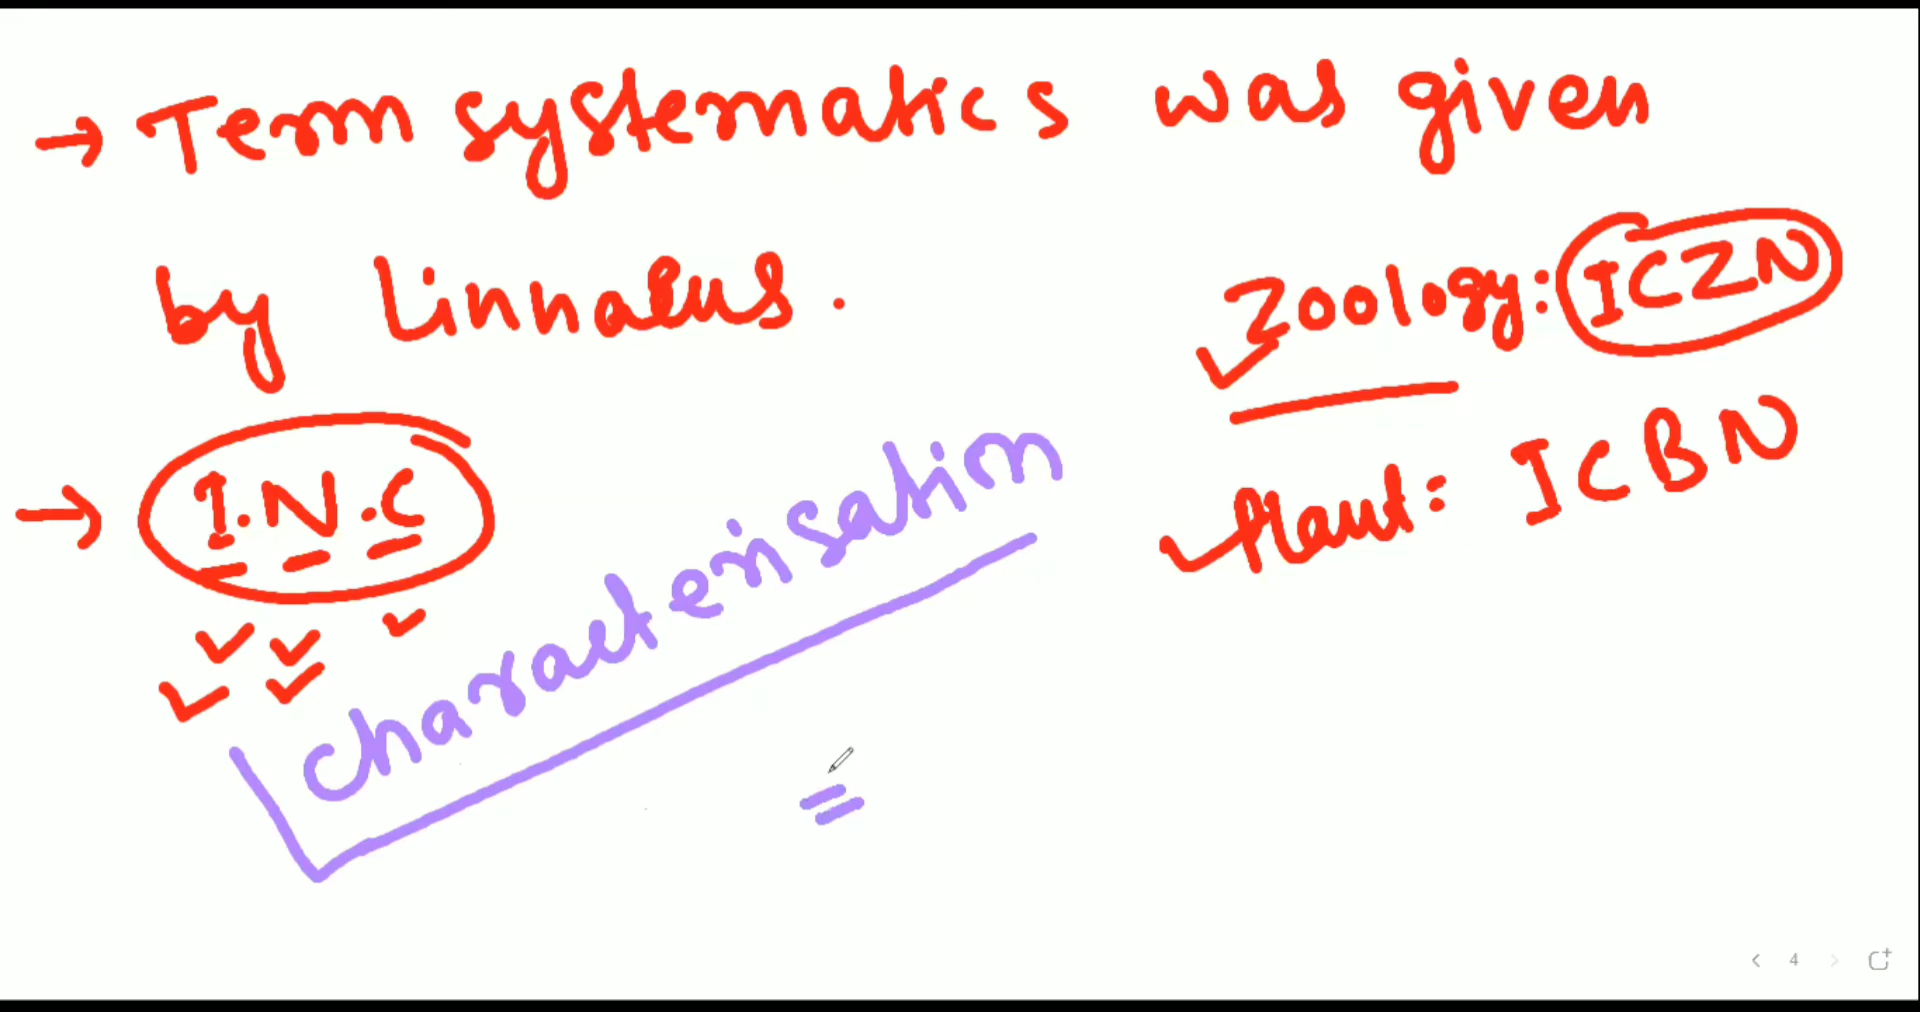 → Term systematics was given
by Linnaeus.
Zoology: ICZN
Plant: ICBN
→ I.N.C
characterisation
=
4